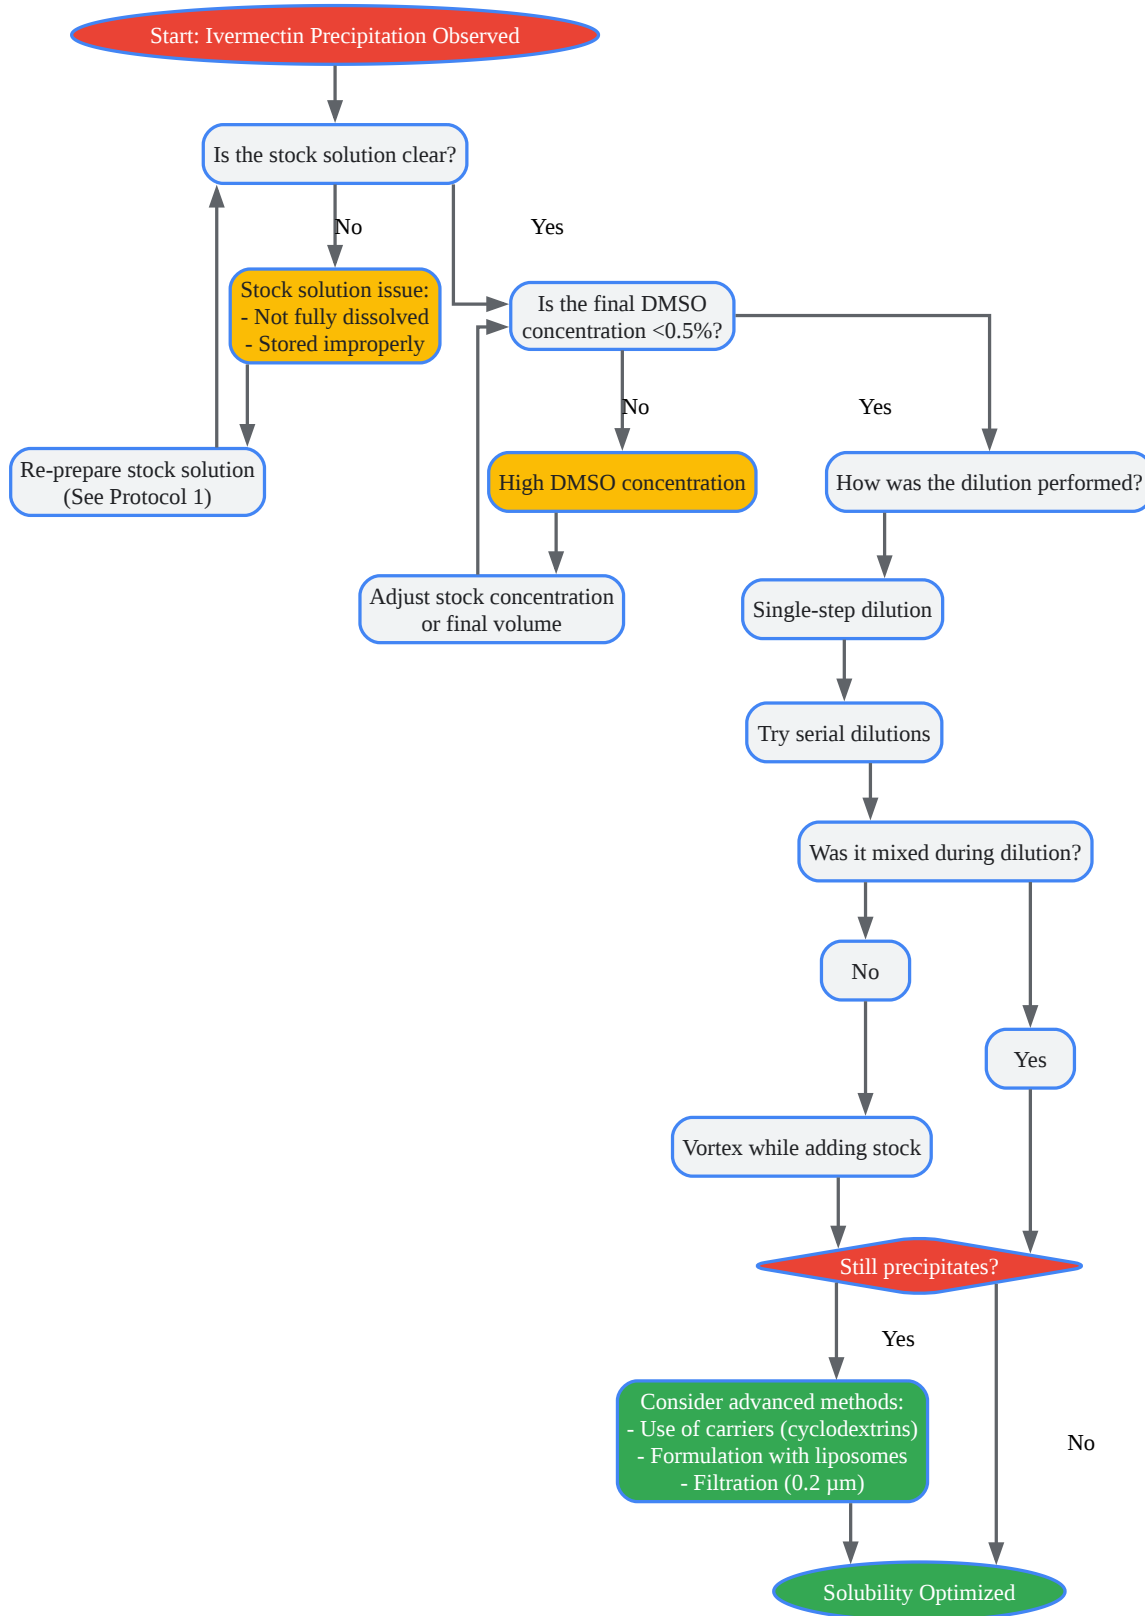 Start: Ivermectin Precipitation Observed
Is the stock solution clear?
No
Yes
Stock solution issue:
- Not fully dissolved
- Stored improperly
Is the final DMSO
concentration <0.5%?
No
Yes
Re-prepare stock solution
(See Protocol 1)
High DMSO concentration
How was the dilution performed?
Adjust stock concentration
or final volume
Single-step dilution
Try serial dilutions
Was it mixed during dilution?
No
Yes
Vortex while adding stock
Still precipitates?
Yes
Consider advanced methods:
- Use of carriers (cyclodextrins)
- Formulation with liposomes
- Filtration (0.2 µm)
No
Solubility Optimized